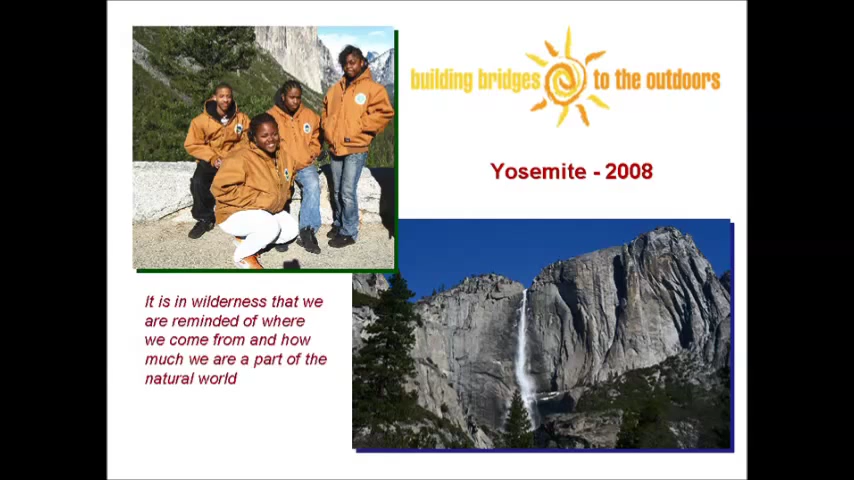 building bridges to the outdoors
Yosemite - 2008
It is in wilderness that we
are reminded of where
we come from and how
much we are a part of the
natural world